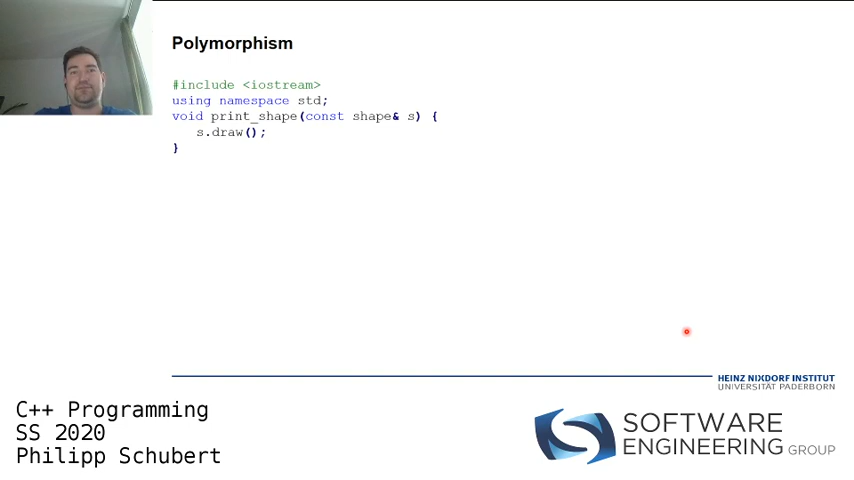 Polymorphism
#include <iostream>
using namespace std;
void print_shape(const shape& s) {
s.draw();
}
HEINZ NIXDORF INSTITUT
UNIVERSITÄT PADERBORN
C++ Programming
SS 2020
Philipp Schubert
SOFTWARE
ENGINEERING GROUP